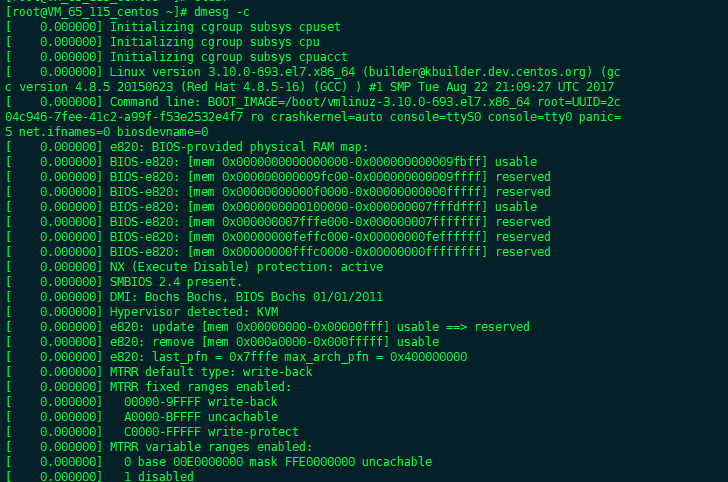 [root@VM_65_115_centos ~]# dmesg -c
[    0.000000] Initializing cgroup subsys cpuset
[    0.000000] Initializing cgroup subsys cpu
[    0.000000] Initializing cgroup subsys cpuacct
[    0.000000] Linux version 3.10.0-693.el7.x86_64 (builder@kbuilder.dev.centos.org) (gc
c version 4.8.5 20150623 (Red Hat 4.8.5-16) (GCC) ) #1 SMP Tue Aug 22 21:09:27 UTC 2017
[    0.000000] Command line: BOOT_IMAGE=/boot/vmlinuz-3.10.0-693.el7.x86_64 root=UUID=2c
04c946-7fee-41c2-a99f-f53e2532e4f7 ro crashkernel=auto console=ttyS0 console=tty0 panic=
5 net.ifnames=0 biosdevname=0
[    0.000000] e820: BIOS-provided physical RAM map:
[    0.000000] BIOS-e820: [mem 0x0000000000000000-0x000000000009fbff] usable
[    0.000000] BIOS-e820: [mem 0x000000000009fc00-0x000000000009ffff] reserved
[    0.000000] BIOS-e820: [mem 0x00000000000f0000-0x00000000000fffff] reserved
[    0.000000] BIOS-e820: [mem 0x0000000000100000-0x000000007fffdfff] usable
[    0.000000] BIOS-e820: [mem 0x000000007fffe000-0x000000007fffffff] reserved
[    0.000000] BIOS-e820: [mem 0x00000000feffc000-0x00000000feffffff] reserved
[    0.000000] BIOS-e820: [mem 0x00000000fffc0000-0x00000000ffffffff] reserved
[    0.000000] NX (Execute Disable) protection: active
[    0.000000] SMBIOS 2.4 present.
[    0.000000] DMI: Bochs Bochs, BIOS Bochs 01/01/2011
[    0.000000] Hypervisor detected: KVM
[    0.000000] e820: update [mem 0x00000000-0x00000fff] usable ==> reserved
[    0.000000] e820: remove [mem 0x000a0000-0x000fffff] usable
[    0.000000] e820: last_pfn = 0x7fffe max_arch_pfn = 0x400000000
[    0.000000] MTRR default type: write-back
[    0.000000] MTRR fixed ranges enabled:
[    0.000000]   00000-9FFFF write-back
[    0.000000]   A0000-BFFFF uncachable
[    0.000000]   C0000-FFFFF write-protect
[    0.000000] MTRR variable ranges enabled:
[    0.000000]   0 base 00E0000000 mask FFE0000000 uncachable
[    0.000000]   1 disabled